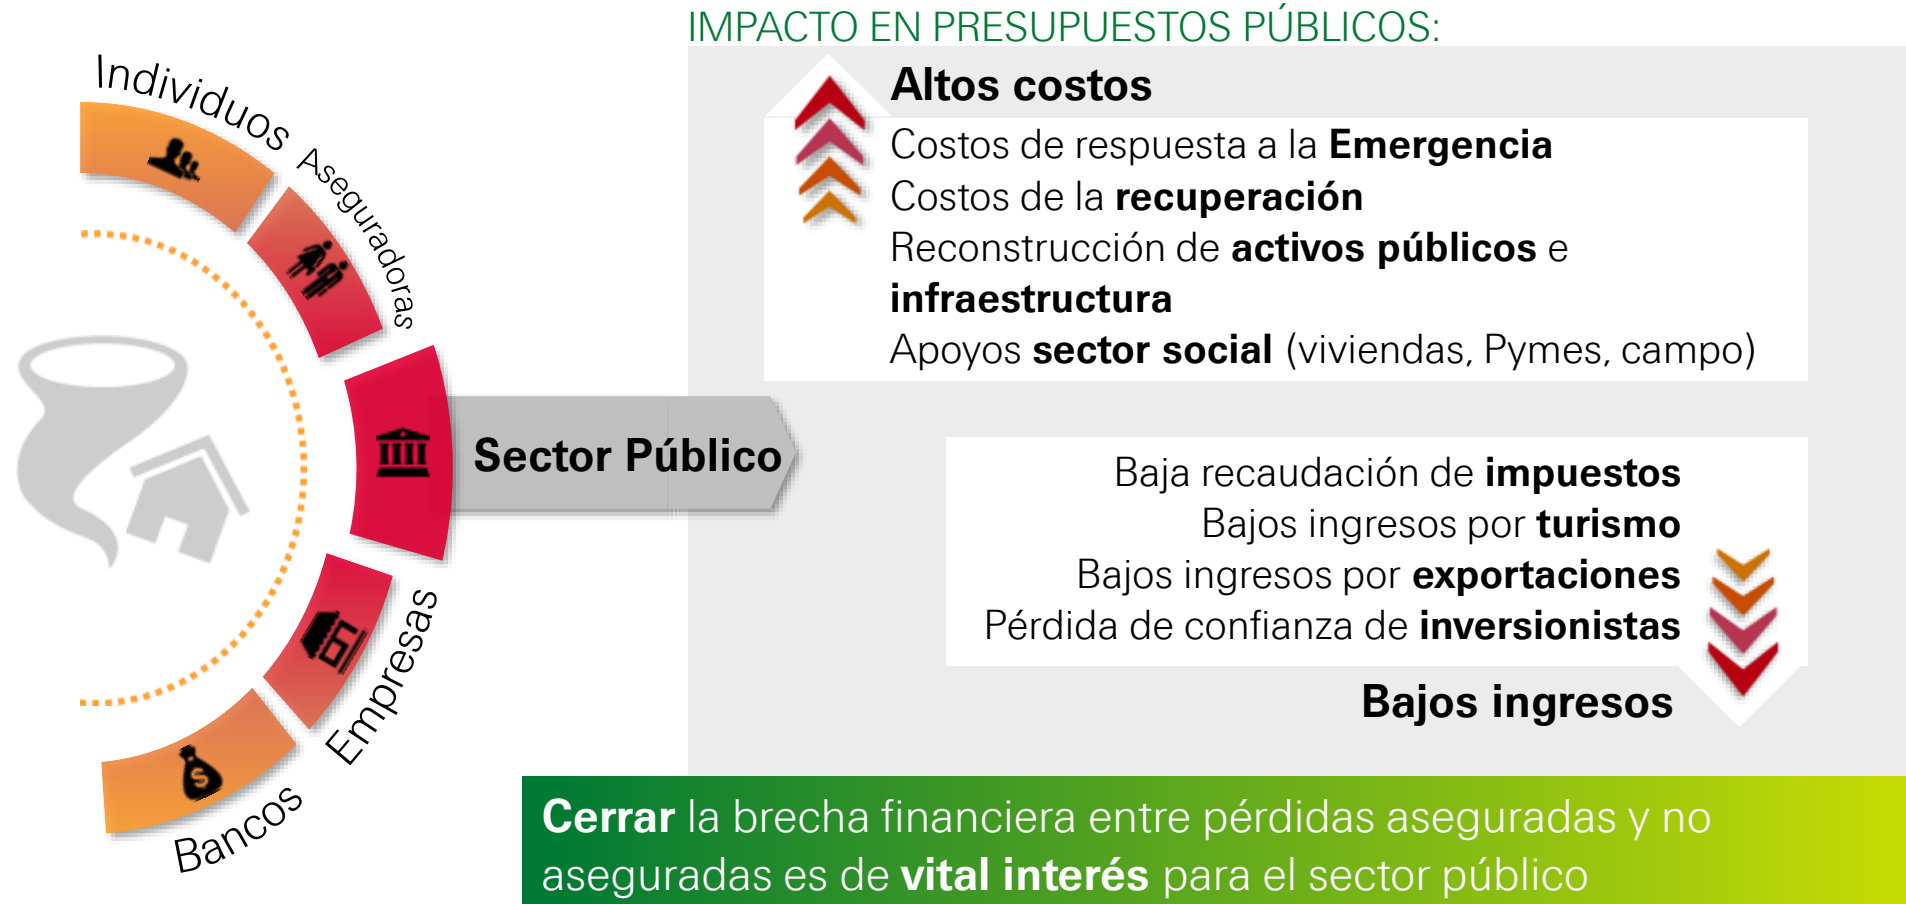 IMPACTO EN PRESUPUESTOS PÚBLICOS:
Individuos
Aseguradoras
Sector Público
Empresas
Bancos
Altos costos
Costos de respuesta a la Emergencia
Costos de la recuperación
Reconstrucción de activos públicos e
infraestructura
Apoyos sector social (viviendas, Pymes, campo)
Baja recaudación de impuestos
Bajos ingresos por turismo
Bajos ingresos por exportaciones
Pérdida de confianza de inversionistas
Bajos ingresos
$
Cerrar la brecha financiera entre pérdidas aseguradas y no
aseguradas es de vital interés para el sector público